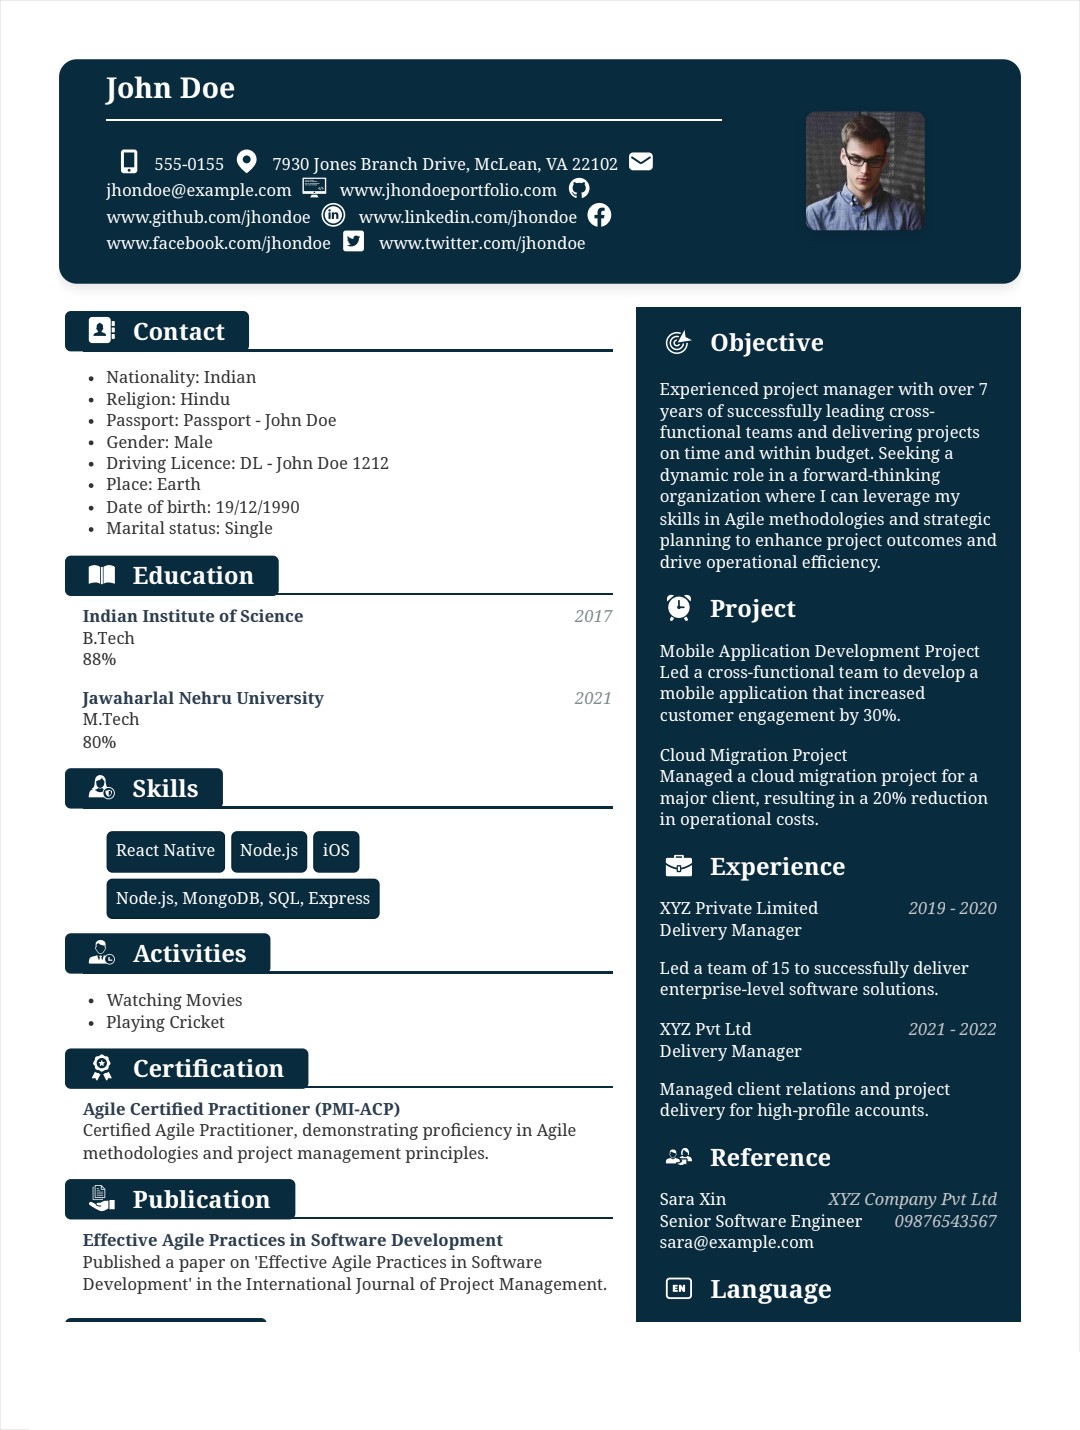 John Doe
555-0155 7930 Jones Branch Drive, McLean, VA 22102
jhondoe@example.com www.jhondoeportfolio.com
www.github.com/jhondoe www.linkedin.com/jhondoe
www.facebook.com/jhondoe www.twitter.com/jhondoe
Contact
• Nationality: Indian
• Religion: Hindu
• Passport: Passport - John Doe
• Gender: Male
• Driving Licence: DL - John Doe 1212
• Place: Earth
• Date of birth: 19/12/1990
• Marital status: Single
Education
Indian Institute of Science 2017
B.Tech
88%
Jawaharlal Nehru University 2021
M.Tech
80%
Skills
React Native Node.js iOS
Node.js, MongoDB, SQL, Express
Activities
• Watching Movies
• Playing Cricket
Certification
Agile Certified Practitioner (PMI-ACP)
Certified Agile Practitioner, demonstrating proficiency in Agile
methodologies and project management principles.
Publication
Effective Agile Practices in Software Development
Published a paper on 'Effective Agile Practices in Software
Development' in the International Journal of Project Management.
Objective
Experienced project manager with over 7
years of successfully leading cross-
functional teams and delivering projects
on time and within budget. Seeking a
dynamic role in a forward-thinking
organization where I can leverage my
skills in Agile methodologies and strategic
planning to enhance project outcomes and
drive operational efficiency.
Project
Mobile Application Development Project
Led a cross-functional team to develop a
mobile application that increased
customer engagement by 30%.
Cloud Migration Project
Managed a cloud migration project for a
major client, resulting in a 20% reduction
in operational costs.
Experience
XYZ Private Limited 2019 - 2020
Delivery Manager
Led a team of 15 to successfully deliver
enterprise-level software solutions.
XYZ Pvt Ltd 2021 - 2022
Delivery Manager
Managed client relations and project
delivery for high-profile accounts.
Reference
Sara Xin XYZ Company Pvt Ltd
Senior Software Engineer 09876543567
sara@example.com
EN Language